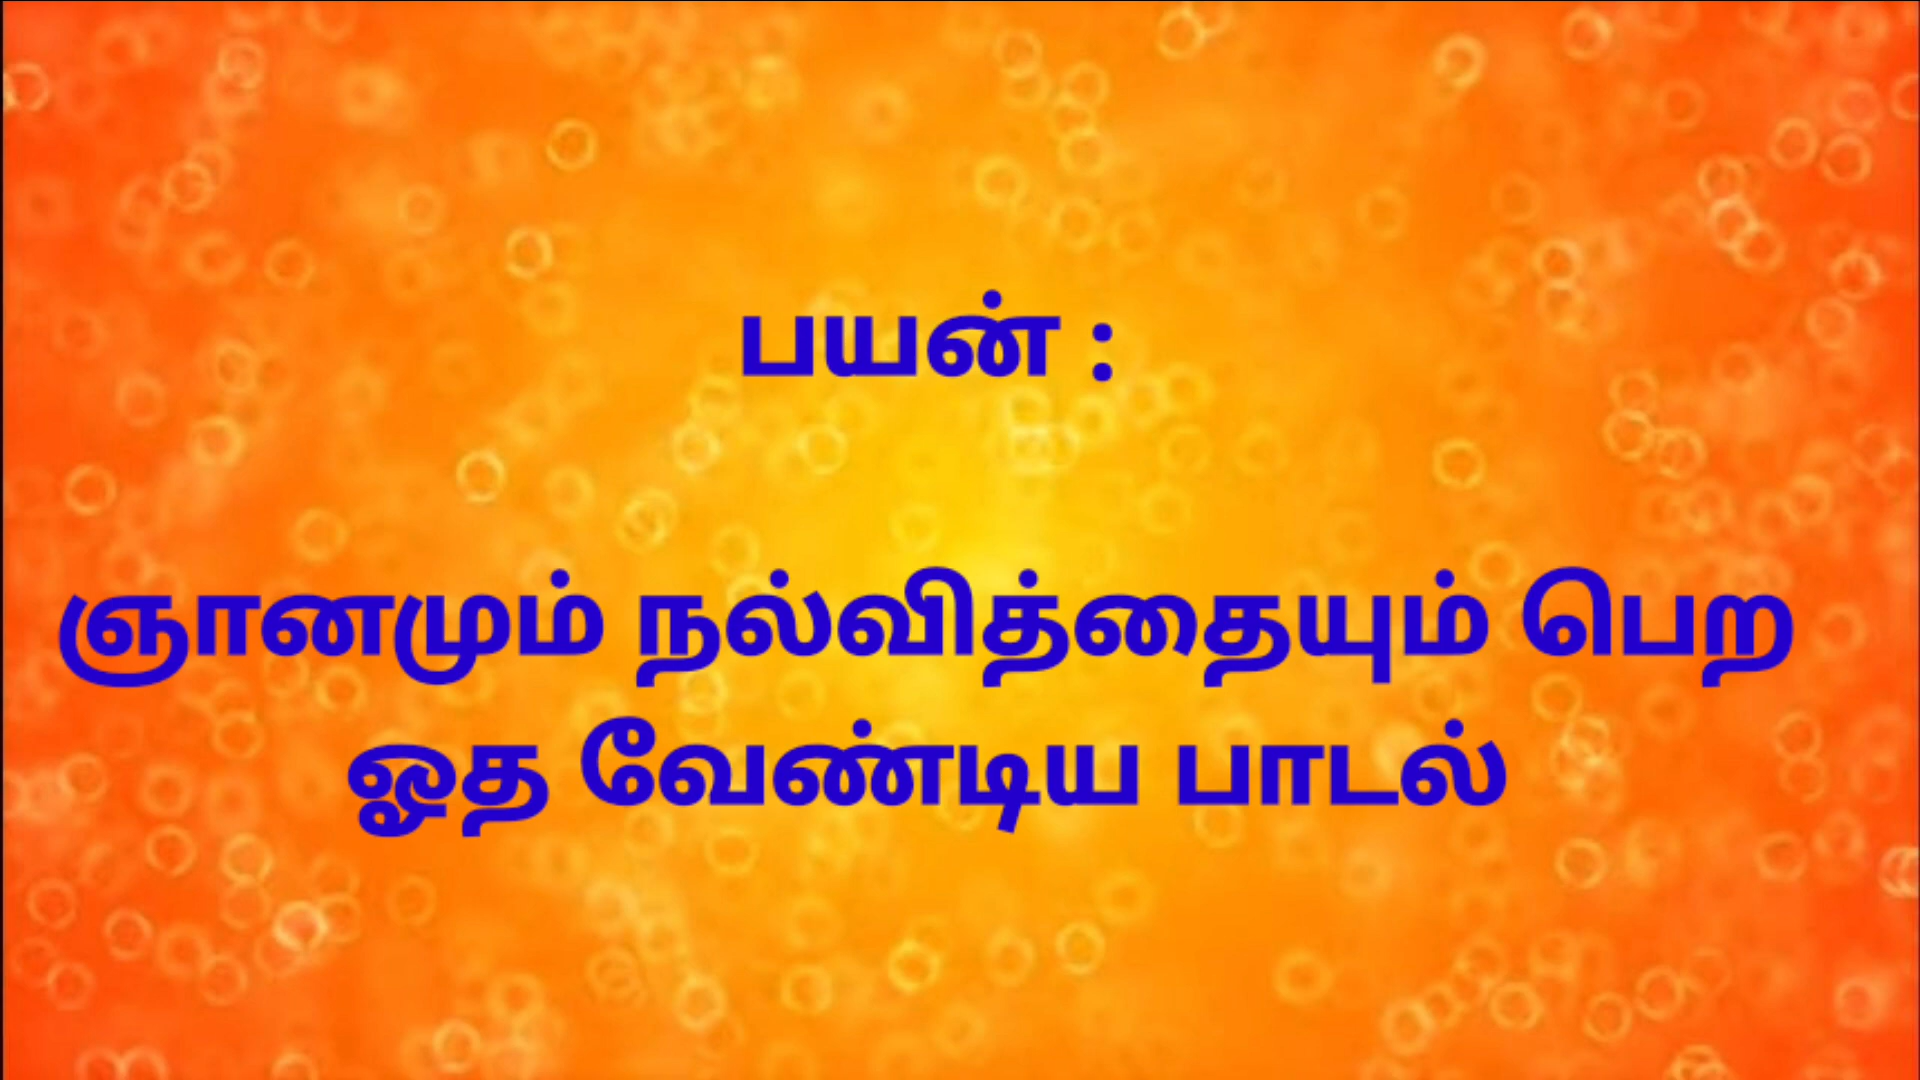 பயன் :
ஞானமும் நல்வித்தையும் பெற
ஓத வேண்டிய பாடல்